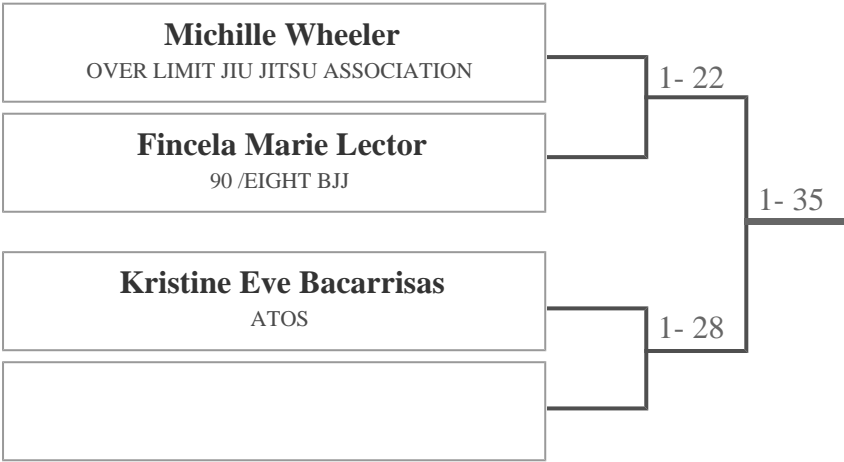 Michille Wheeler
OVER LIMIT JIU JITSU ASSOCIATION
1- 22
Fincela Marie Lector
90 /EIGHT BJJ
1- 35
Kristine Eve Bacarrisas
ATOS
1- 28